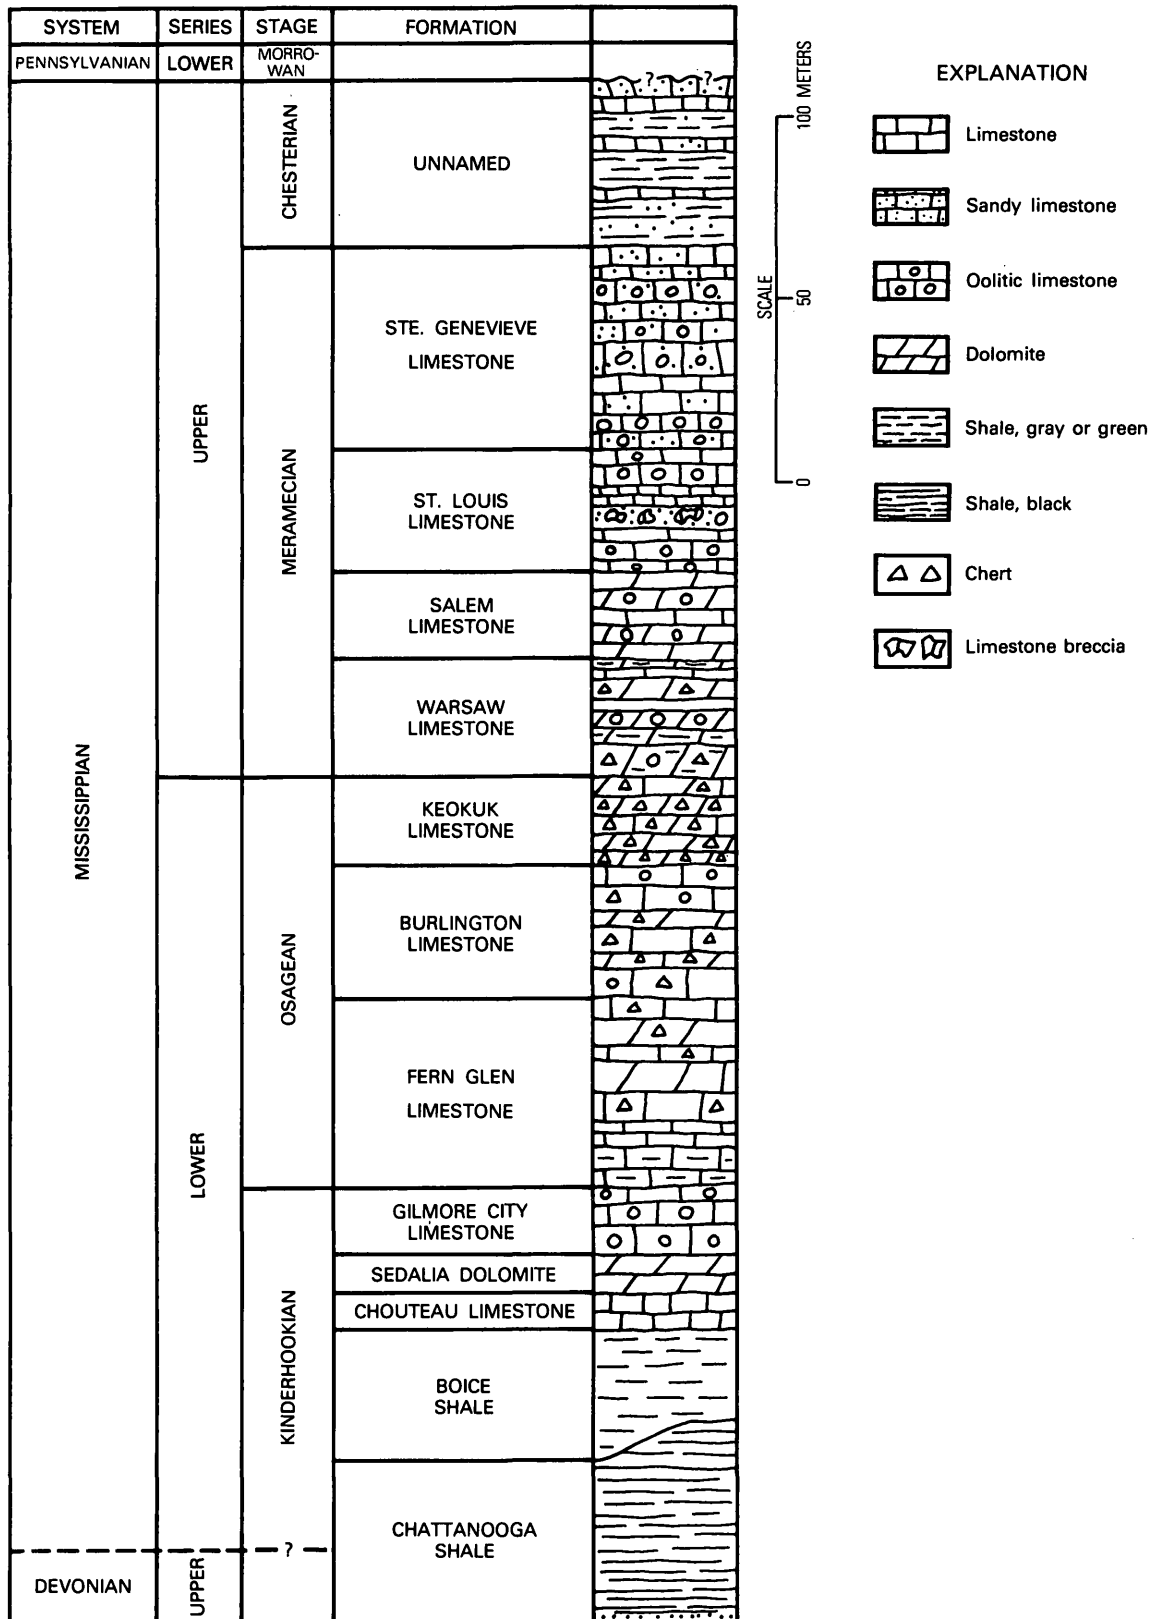 SYSTEM SERIES STAGE FORMATION
PENNSYLVANIAN LOWER MORRO-
WAN
MISSISSIPPIAN
UPPER
CHESTERIAN
UNNAMED
? ?
MERAMECIAN
STE. GENEVIEVE
LIMESTONE
ST. LOUIS
LIMESTONE
SALEM
LIMESTONE
WARSAW
LIMESTONE
LOWER
OSAGEAN
KEOKUK
LIMESTONE
BURLINGTON
LIMESTONE
FERN GLEN
LIMESTONE
KINDERHOOKIAN
GILMORE CITY
LIMESTONE
SEDALIA DOLOMITE
CHOUTEAU LIMESTONE
BOICE
SHALE
CHATTANOOGA
SHALE
?
DEVONIAN
UPPER
SCALE
100 METERS
50
0
EXPLANATION
Limestone
Sandy limestone
Oolitic limestone
Dolomite
Shale, gray or green
Shale, black
Chert
Limestone breccia